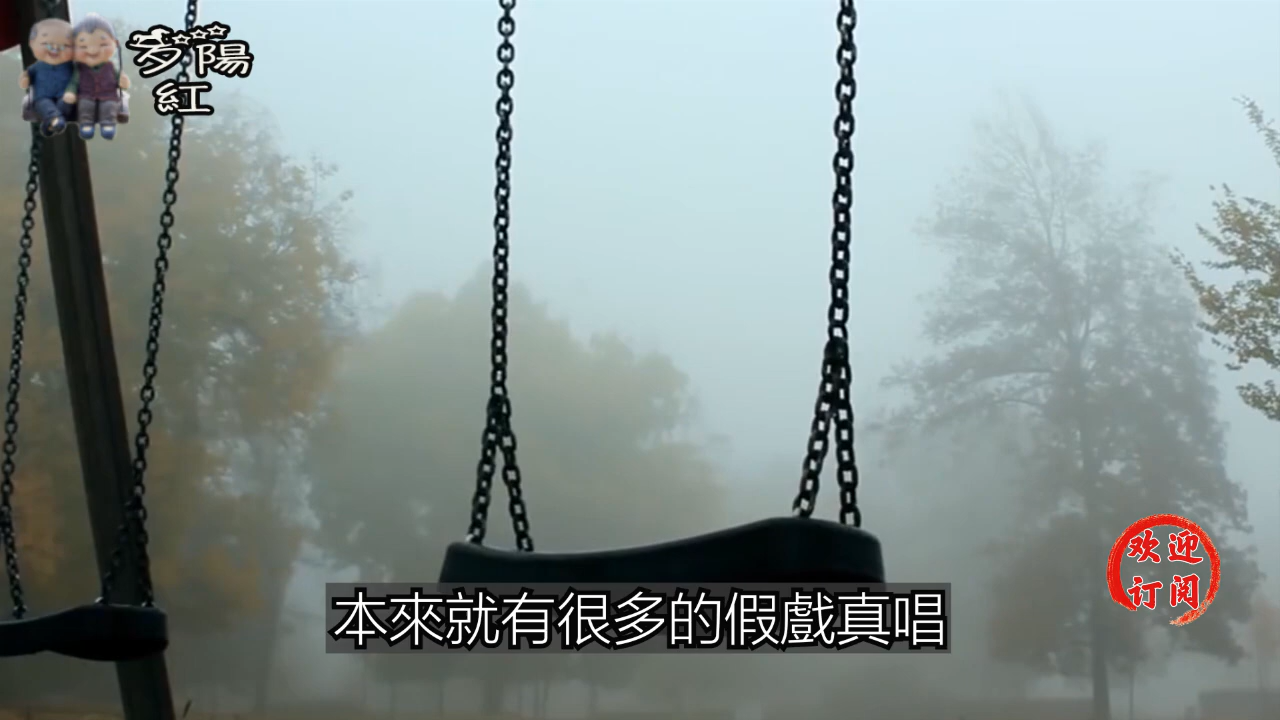 夕陽
紅
本來就有很多的假戲真唱
欢迎
订阅